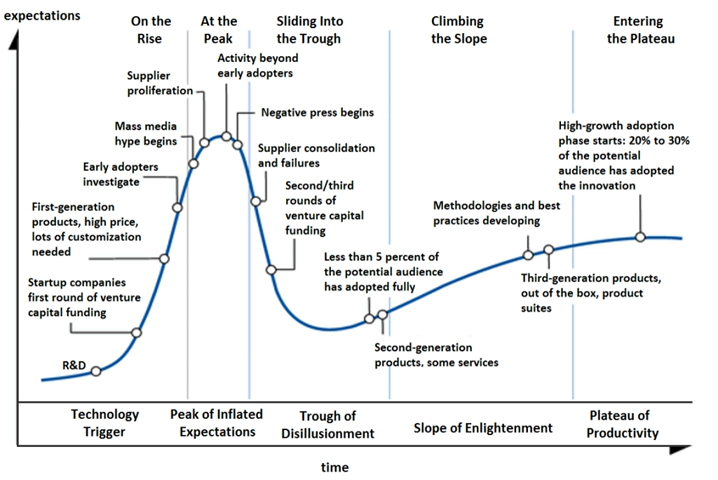 expectations
On the
Rise
At the
Peak
Sliding Into
the Trough
Climbing
the Slope
Entering
the Plateau
Activity beyond
early adopters
Supplier
proliferation
Negative press begins
Mass media
hype begins
Supplier consolidation
and failures
Early adopters
investigate
Second/third
rounds of
venture capital
funding
First-generation
products, high price,
lots of customization
needed
Less than 5 percent of
the potential audience
has adopted fully
Startup companies
first round of venture
capital funding
R&D
Second-generation
products, some services
Methodologies and best
practices developing
Third-generation products,
out of the box, product
suites
High-growth adoption
phase starts: 20% to 30%
of the potential
audience has adopted
the innovation
Technology
Trigger
Peak of Inflated
Expectations
Trough of
Disillusionment
Slope of Enlightenment
Plateau of
Productivity
time